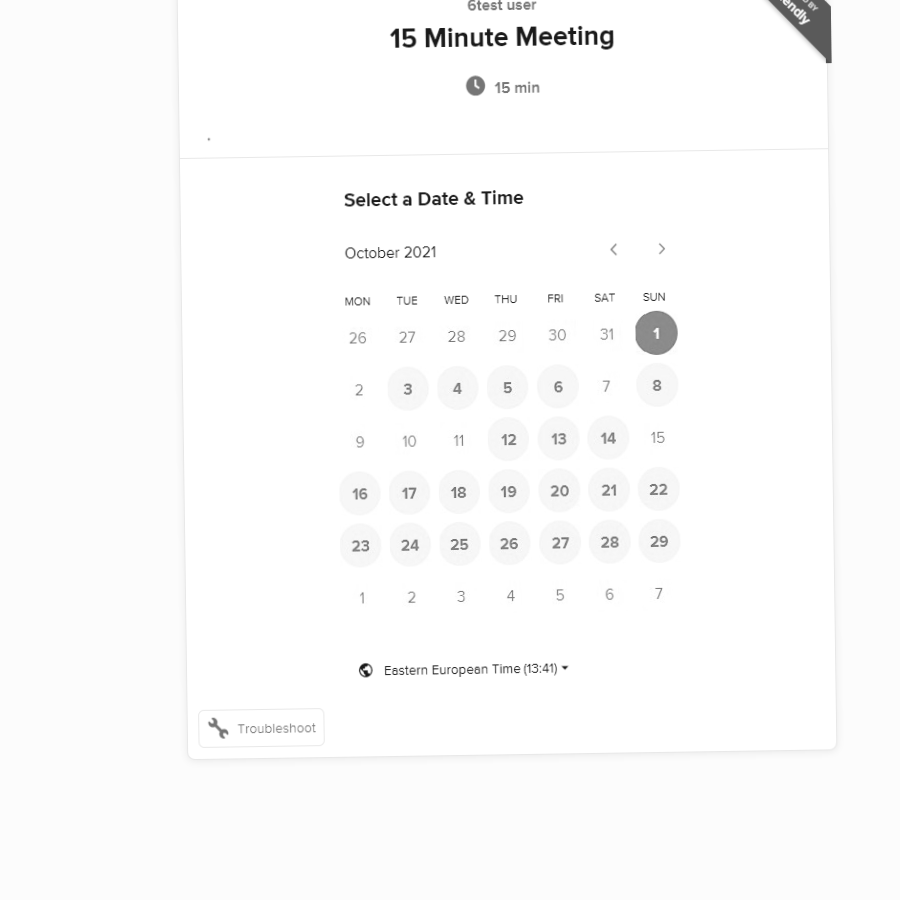 6test user
15 Minute Meeting
15 min
.
Select a Date & Time
October 2021
MON TUE WED THU FRI SAT SUN
26 27 28 29 30 31 1
2 3 4 5 6 7 8
9 10 11 12 13 14 15
16 17 18 19 20 21 22
23 24 25 26 27 28 29
1 2 3 4 5 6 7
Eastern European Time (13:41)
Troubleshoot